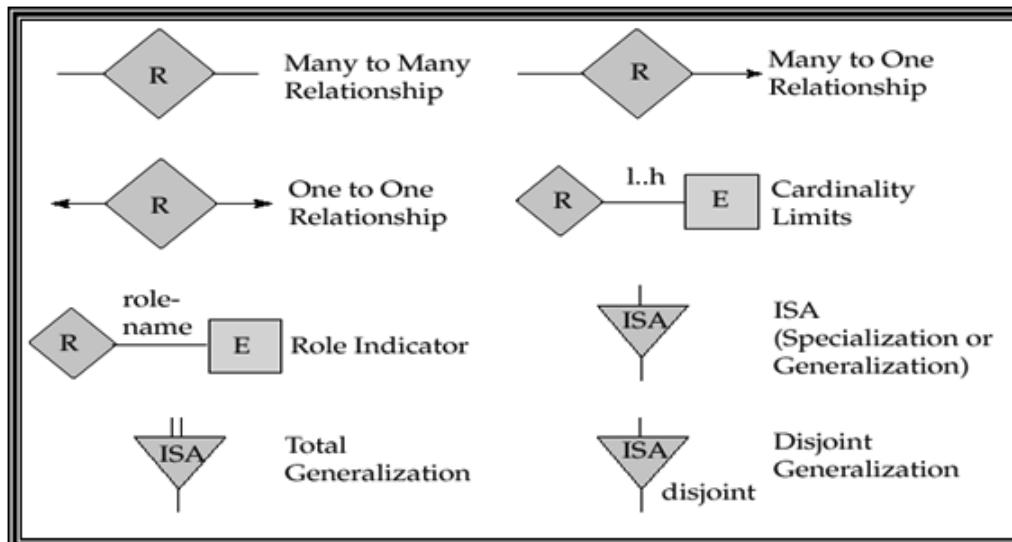 R
Many to Many
Relationship
R
Many to One
Relationship
R
One to One
Relationship
R
l..h
E
Cardinality
Limits
R
role-
name
E
Role Indicator
ISA
ISA
(Specialization or
Generalization)
ISA
Total
Generalization
ISA
disjoint
Disjoint
Generalization